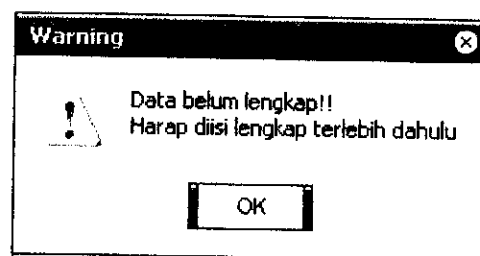 Warning
Data belum lengkap!!
Harap diisi lengkap terlebih dahulu
OK